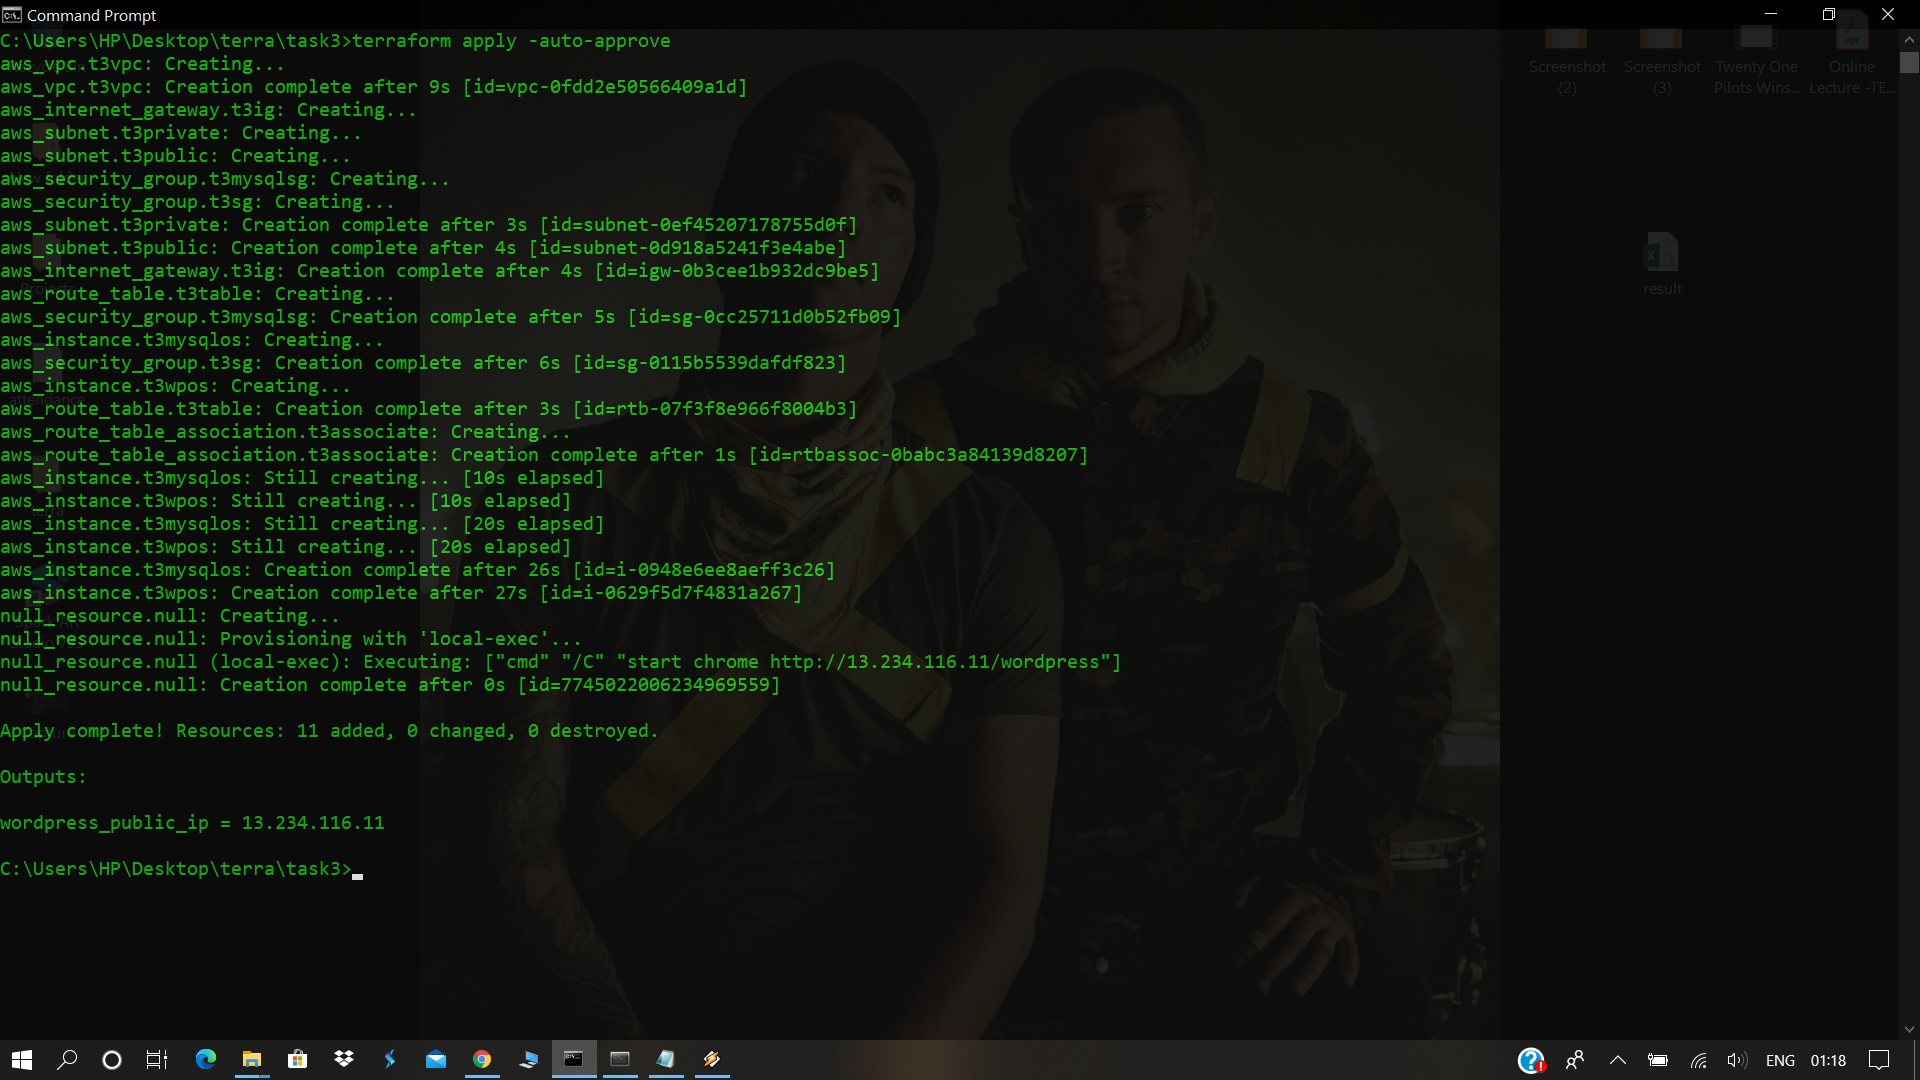 Command Prompt
C:\Users\HP\Desktop\terra\task3>terraform apply -auto-approve
aws_vpc.t3vpc: Creating...
aws_vpc.t3vpc: Creation complete after 9s [id=vpc-0fdd2e50566409a1d]
aws_internet_gateway.t3ig: Creating...
aws_subnet.t3private: Creating...
aws_subnet.t3public: Creating...
aws_security_group.t3mysqlsg: Creating...
aws_security_group.t3sg: Creating...
aws_subnet.t3private: Creation complete after 3s [id=subnet-0ef45207178755d0f]
aws_subnet.t3public: Creation complete after 4s [id=subnet-0d918a5241f3e4abe]
aws_internet_gateway.t3ig: Creation complete after 4s [id=igw-0b3cee1b932dc9be5]
aws_route_table.t3table: Creating...
aws_security_group.t3mysqlsg: Creation complete after 5s [id=sg-0cc25711d0b52fb09]
aws_instance.t3mysqlos: Creating...
aws_security_group.t3sg: Creation complete after 6s [id=sg-0115b5539dafdf823]
aws_instance.t3wpos: Creating...
aws_route_table.t3table: Creation complete after 3s [id=rtb-07f3f8e966f8004b3]
aws_route_table_association.t3associate: Creating...
aws_route_table_association.t3associate: Creation complete after 1s [id=rtbassoc-0babc3a84139d8207]
aws_instance.t3mysqlos: Still creating... [10s elapsed]
aws_instance.t3wpos: Still creating... [10s elapsed]
aws_instance.t3mysqlos: Still creating... [20s elapsed]
aws_instance.t3wpos: Still creating... [20s elapsed]
aws_instance.t3mysqlos: Creation complete after 26s [id=i-0948e6ee8aeff3c26]
aws_instance.t3wpos: Creation complete after 27s [id=i-0629f5d7f4831a267]
null_resource.null: Creating...
null_resource.null: Provisioning with 'local-exec'...
null_resource.null (local-exec): Executing: ["cmd" "/C" "start chrome http://13.234.116.11/wordpress"]
null_resource.null: Creation complete after 0s [id=7745022006234969559]
Apply complete! Resources: 11 added, 0 changed, 0 destroyed.
Outputs:
wordpress_public_ip = 13.234.116.11
C:\Users\HP\Desktop\terra\task3>
Screenshot (2)
Screenshot (3)
Twenty One Pilots Wins...
Online Lecture -TE...
result
attendance
ENG 01:18